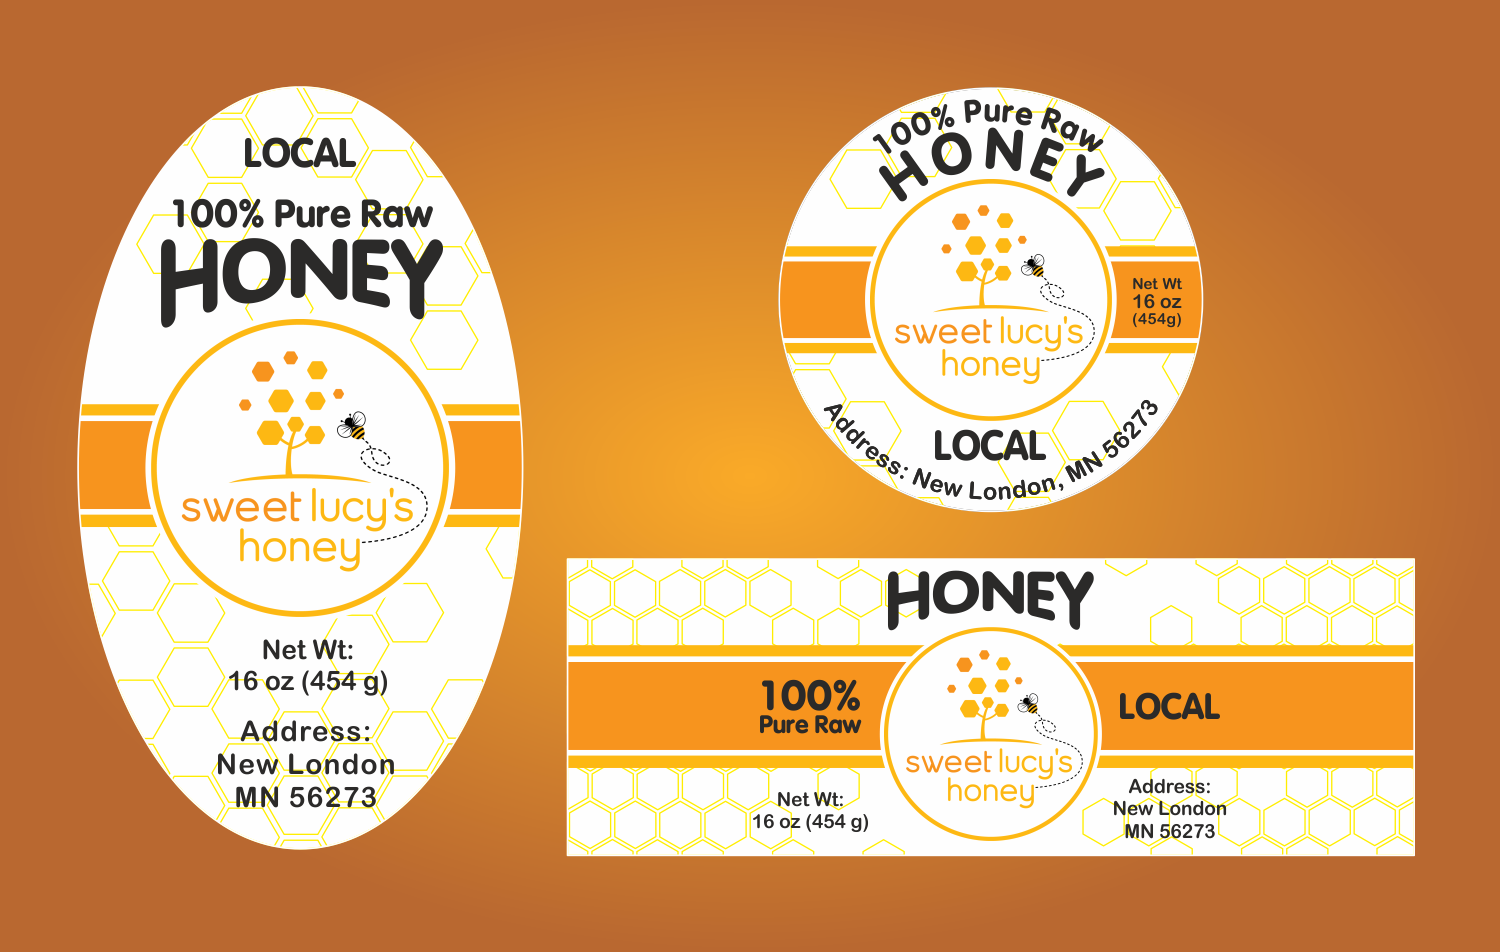 LOCAL
100% Pure Raw
HONEY
sweet lucy's
honey
Net Wt:
16 oz (454 g)
Address:
New London
MN 56273
100% Pure Raw
HONEY
sweet lucy's
honey
Net Wt
16 oz
(454g)
LOCAL
Address: New London, MN 56273
HONEY
100%
Pure Raw
sweet lucy's
honey
LOCAL
Net Wt:
16 oz (454 g)
Address:
New London
MN 56273